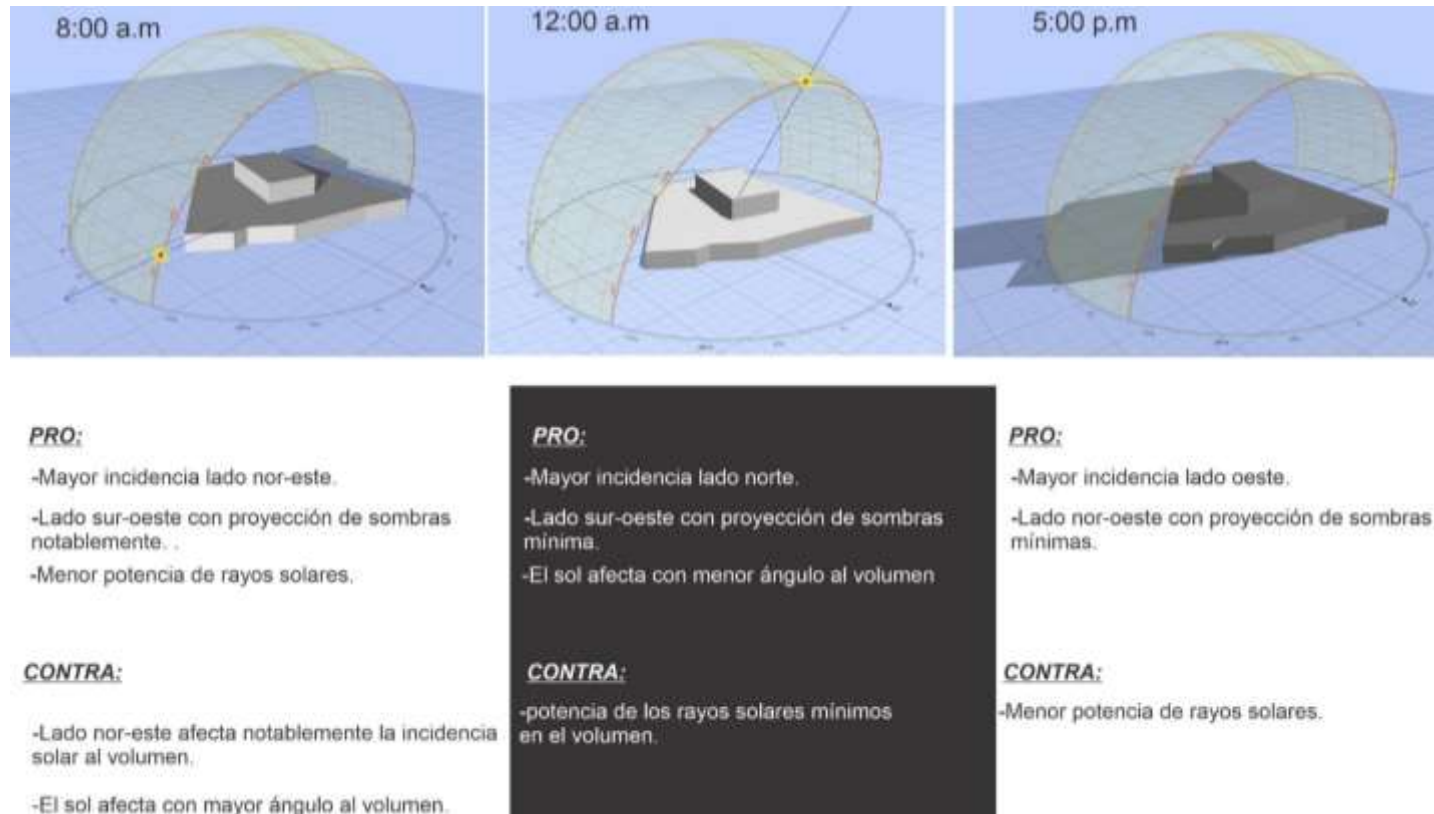 8:00 a.m
12:00 a.m
5:00 p.m
PRO:
-Mayor incidencia lado nor-este.
-Lado sur-oeste con proyección de sombras
notablemente. .
-Menor potencia de rayos solares.
CONTRA:
-Lado nor-este afecta notablemente la incidencia
solar al volumen.
-El sol afecta con mayor ángulo al volumen.
PRO:
-Mayor incidencia lado norte.
-Lado sur-oeste con proyección de sombras
mínima.
-El sol afecta con menor ángulo al volumen
CONTRA:
-potencia de los rayos solares mínimos
en el volumen.
PRO:
-Mayor incidencia lado oeste.
-Lado nor-oeste con proyección de sombras
mínimas.
CONTRA:
-Menor potencia de rayos solares.